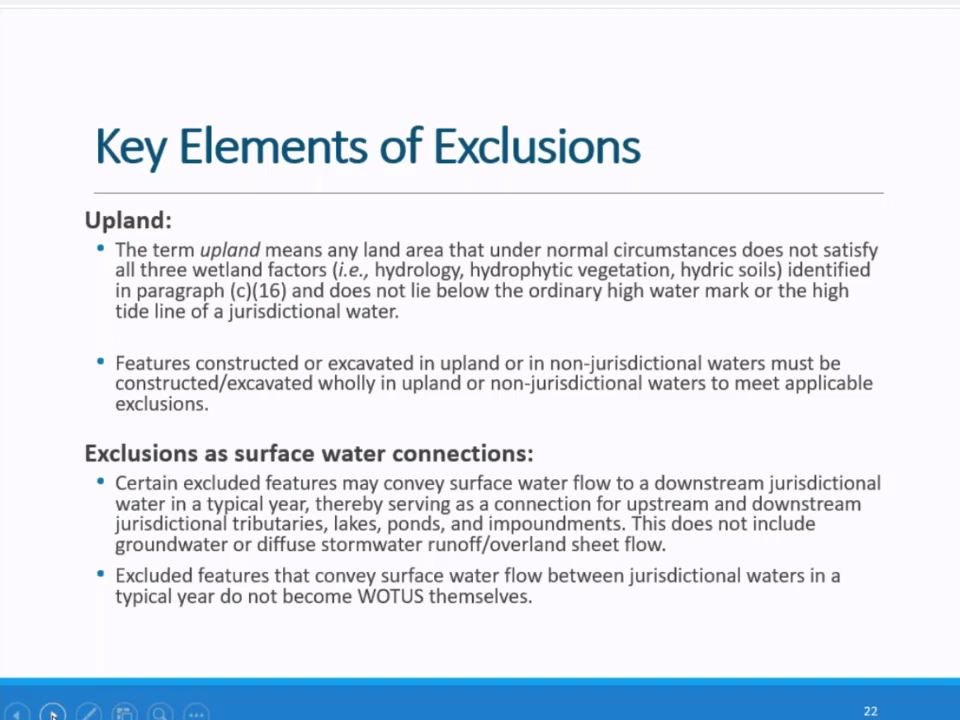 Key Elements of Exclusions
Upland:
• The term upland means any land area that under normal circumstances does not satisfy
all three wetland factors (i.e., hydrology, hydrophytic vegetation, hydric soils) identified
in paragraph (c)(16) and does not lie below the ordinary high water mark or the high
tide line of a jurisdictional water.
• Features constructed or excavated in upland or in non-jurisdictional waters must be
constructed/excavated wholly in upland or non-jurisdictional waters to meet applicable
exclusions.
Exclusions as surface water connections:
• Certain excluded features may convey surface water flow to a downstream jurisdictional
water in a typical year, thereby serving as a connection for upstream and downstream
jurisdictional tributaries, lakes, ponds, and impoundments. This does not include
groundwater or diffuse stormwater runoff/overland sheet flow.
• Excluded features that convey surface water flow between jurisdictional waters in a
typical year do not become WOTUS themselves.
22